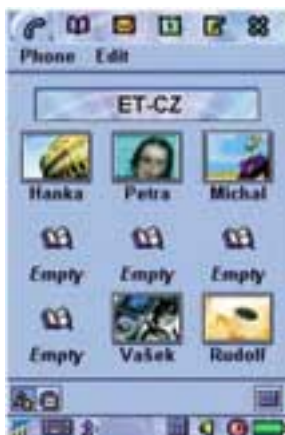 Phone Edit
ET-CZ
Hanka Petra Michal
Empty Empty Empty
Empty Vašek Rudolf